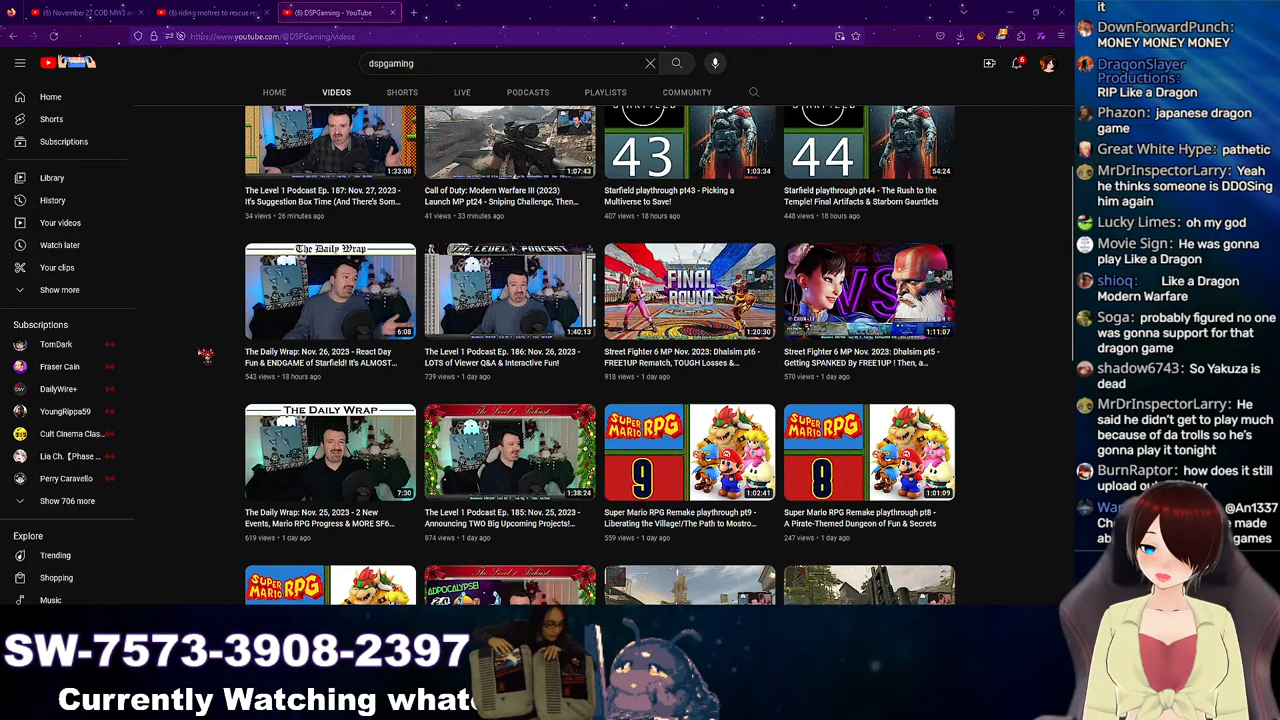 (6) November 27 COD MW3 an
(6) riding moltres to rescue re
(6) DSPGaming - YouTube
https://www.youtube.com/@DSPGaming/videos
dspgaming
6
HOME
VIDEOS
SHORTS
LIVE
PODCASTS
PLAYLISTS
COMMUNITY
Home
Shorts
Subscriptions
Library
History
Your videos
Watch later
Your clips
Show more
Subscriptions
TomDark
Fraser Cain
DailyWire+
YoungRippa59
Cult Cinema Clas...
Lia Ch.【Phase ...
Perry Caravello
Show 706 more
Explore
Trending
Shopping
Music
1:33:08
The Level 1 Podcast Ep. 187: Nov. 27, 2023 -
It's Suggestion Box Time (And There's Som...
34 views • 26 minutes ago
1:07:43
Call of Duty: Modern Warfare III (2023)
Launch MP pt24 - Sniping Challenge, Then...
41 views • 33 minutes ago
STARFIELD
43
1:03:34
Starfield playthrough pt43 - Picking a
Multiverse to Save!
407 views • 18 hours ago
STARFIELD
44
54:24
Starfield playthrough pt44 - The Rush to the
Temple! Final Artifacts & Starborn Gauntlets
448 views • 18 hours ago
The Daily Wrap
6:08
The Daily Wrap: Nov. 26, 2023 - React Day
Fun & ENDGAME of Starfield! It's ALMOST...
543 views • 18 hours ago
THE LEVEL 1 PODCAST
1:40:13
The Level 1 Podcast Ep. 186: Nov. 26, 2023 -
LOTS of Viewer Q&A & Interactive Fun!
739 views • 1 day ago
FINAL
ROUND
1:20:30
Street Fighter 6 MP Nov. 2023: Dhalsim pt6 -
FREE1UP Rematch, TOUGH Losses &...
918 views • 1 day ago
VS
CHUN-LI
DHALSIM
1:11:07
Street Fighter 6 MP Nov. 2023: Dhalsim pt5 -
Getting SPANKED By FREE1UP ! Then, a...
570 views • 1 day ago
THE DAILY WRAP
7:30
The Daily Wrap: Nov. 25, 2023 - 2 New
Events, Mario RPG Progress & MORE SF6...
619 views • 1 day ago
The Level 1 Podcast
1:38:24
The Level 1 Podcast Ep. 185: Nov. 25, 2023 -
Announcing TWO Big Upcoming Projects!...
874 views • 1 day ago
SUPER
MARIO
RPG
9
1:02:41
Super Mario RPG Remake playthrough pt9 -
Liberating the Village!/The Path to Mostro...
559 views • 1 day ago
SUPER
MARIO
RPG
8
1:01:09
Super Mario RPG Remake playthrough pt8 -
A Pirate-Themed Dungeon of Fun & Secrets
247 views • 1 day ago
SUPER
MARIO
RPG
ADPOCALYPSE!
The Level 1 Podcast
it
DownForwardPunch:
MONEY MONEY MONEY
DragonSlayer
Productions:
RIP Like a Dragon
Phazon: japanese dragon
game
Great White Hype: pathetic
MrDrInspectorLarry: Yeah
he thinks someone is DDOSing
him again
Lucky Limes: oh my god
Movie Sign: He was gonna
play Like a Dragon
shioq: Like a Dragon
Modern Warfare
Soga: probably figured no one
was gonna support for that
dragon game
shadow6743: So Yakuza is
dead
MrDrInspectorLarry: He
said he didn't get to play much
because of da trolls so he's
gonna play it tonight
BurnRaptor: how does it still
upload
@An1337
made
games
SW-7573-3908-2397
Currently Watching